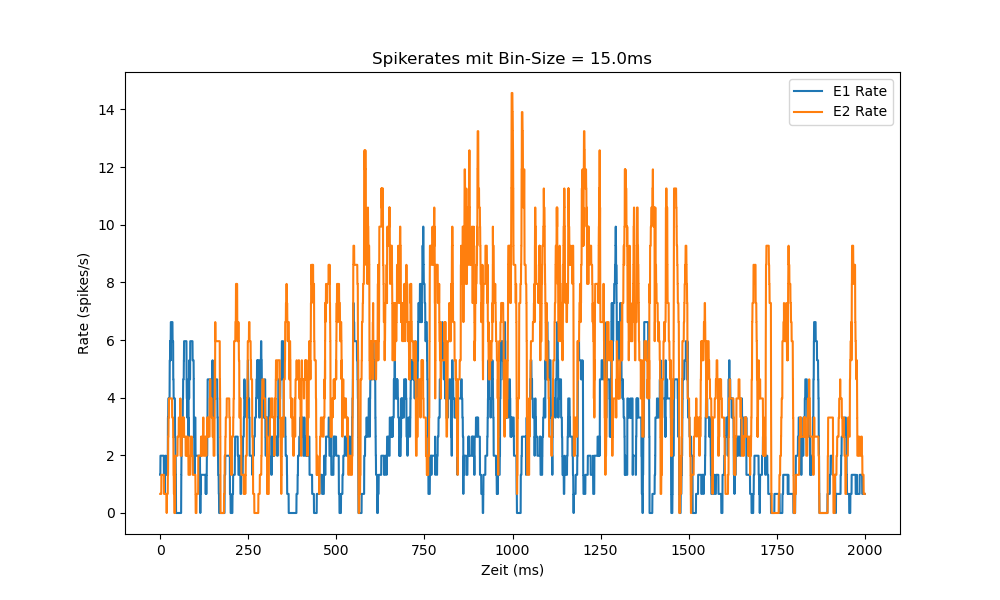 Spikerates mit Bin-Size = 15.0ms
E1 Rate
E2 Rate
Rate (spikes/s)
14
12
10
8
6
4
2
0
0 250 500 750 1000 1250 1500 1750 2000
Zeit (ms)